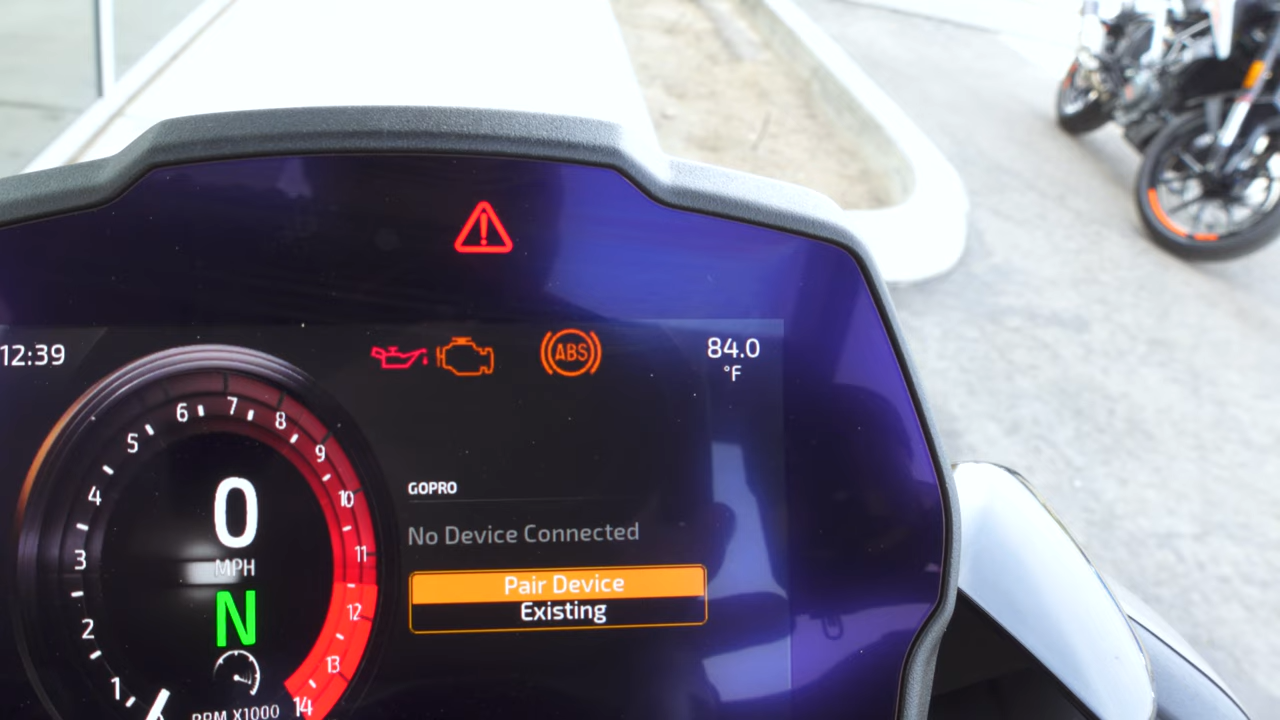 12:39
ABS
84.0
°F
1
2
3
4
5
6
7
8
9
10
11
12
13
14
0
MPH
N
RPM X1000
GOPRO
No Device Connected
Pair Device
Existing